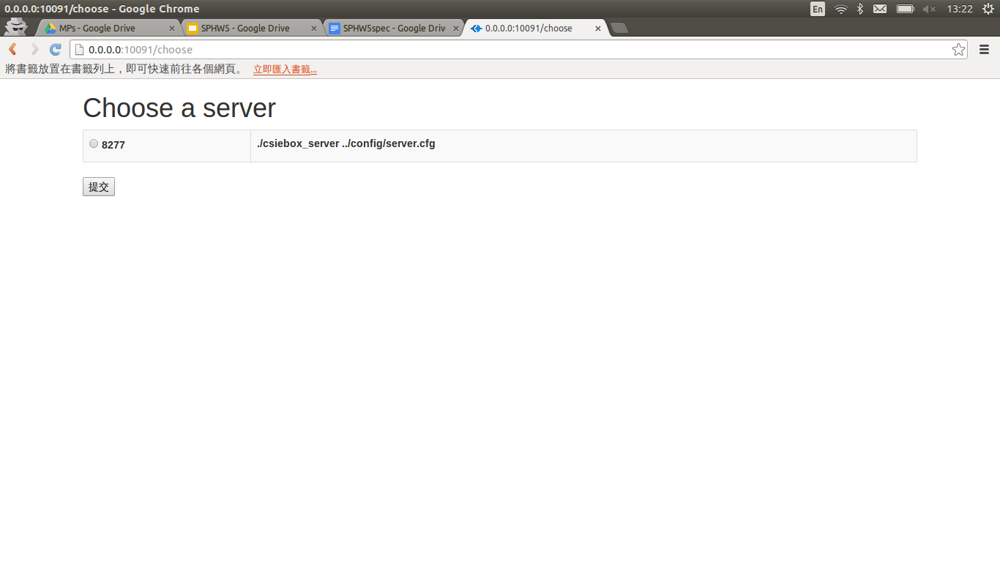 0.0.0.0:10091/choose - Google Chrome
En
13:22
MPs - Google Drive
SPHW5 - Google Drive
SPHW5spec - Google Driv
0.0.0.0:10091/choose
0.0.0.0:10091/choose
將書籤放置在書籤列上，即可快速前往各個網頁。 立即匯入書籤...
Choose a server
8277
./csiebox_server ../config/server.cfg
提交